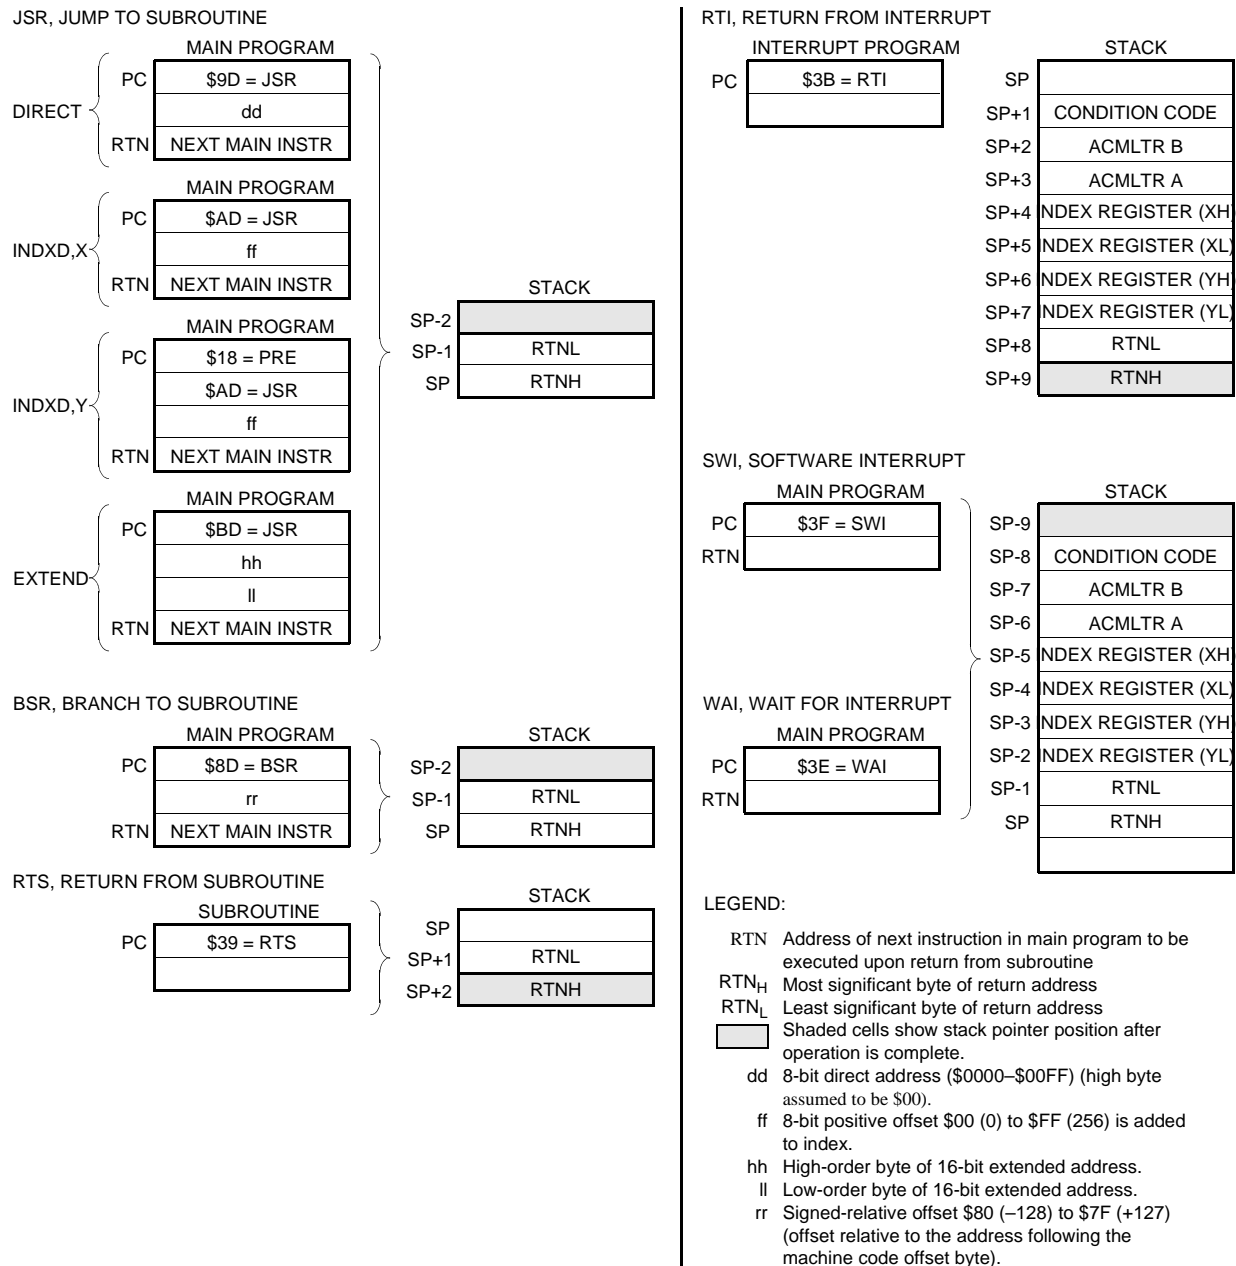 JSR, JUMP TO SUBROUTINE
MAIN PROGRAM
PC $9D = JSR
DIRECT dd
RTN NEXT MAIN INSTR
MAIN PROGRAM
PC $AD = JSR
INDXD,X ff
RTN NEXT MAIN INSTR
MAIN PROGRAM
PC $18 = PRE
$AD = JSR
INDXD,Y ff
RTN NEXT MAIN INSTR
MAIN PROGRAM
PC $BD = JSR
hh
EXTEND ll
RTN NEXT MAIN INSTR
STACK
SP-2
SP-1 RTNL
SP RTNH
BSR, BRANCH TO SUBROUTINE
MAIN PROGRAM
PC $8D = BSR
rr
RTN NEXT MAIN INSTR
STACK
SP-2
SP-1 RTNL
SP RTNH
RTS, RETURN FROM SUBROUTINE
SUBROUTINE
PC $39 = RTS
STACK
SP
SP+1 RTNL
SP+2 RTNH
RTI, RETURN FROM INTERRUPT
INTERRUPT PROGRAM
PC $3B = RTI
STACK
SP
SP+1 CONDITION CODE
SP+2 ACMLTR B
SP+3 ACMLTR A
SP+4 NDEX REGISTER (XH)
SP+5 NDEX REGISTER (XL)
SP+6 NDEX REGISTER (YH)
SP+7 NDEX REGISTER (YL)
SP+8 RTNL
SP+9 RTNH
SWI, SOFTWARE INTERRUPT
MAIN PROGRAM
PC $3F = SWI
RTN
WAI, WAIT FOR INTERRUPT
MAIN PROGRAM
PC $3E = WAI
RTN
STACK
SP-9
SP-8 CONDITION CODE
SP-7 ACMLTR B
SP-6 ACMLTR A
SP-5 NDEX REGISTER (XH)
SP-4 NDEX REGISTER (XL)
SP-3 NDEX REGISTER (YH)
SP-2 NDEX REGISTER (YL)
SP-1 RTNL
SP RTNH
LEGEND:
RTN Address of next instruction in main program to be
executed upon return from subroutine
RTNH Most significant byte of return address
RTNL Least significant byte of return address
Shaded cells show stack pointer position after
operation is complete.
dd 8-bit direct address ($0000–$00FF) (high byte
assumed to be $00).
ff 8-bit positive offset $00 (0) to $FF (256) is added
to index.
hh High-order byte of 16-bit extended address.
ll Low-order byte of 16-bit extended address.
rr Signed-relative offset $80 (–128) to $7F (+127)
(offset relative to the address following the
machine code offset byte).